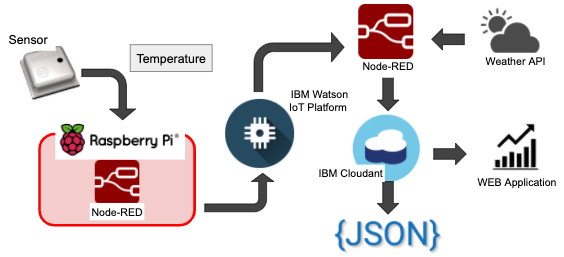 Sensor
Temperature
Raspberry Pi®
Node-RED
IBM Watson
IoT Platform
Node-RED
Weather API
IBM Cloudant
WEB Application
{JSON}